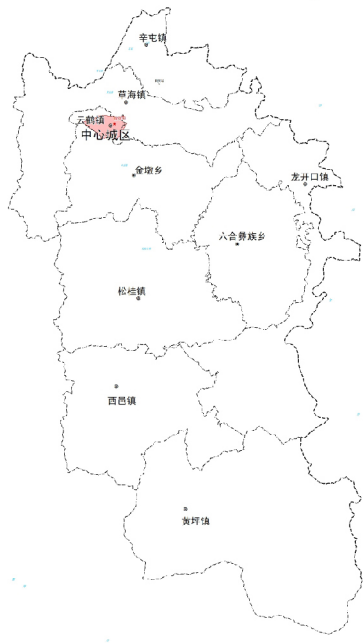 辛屯镇
草海镇
云鹤镇
中心城区
金墩乡
龙开口镇
六合彝族乡
松桂镇
西邑镇
黄坪镇